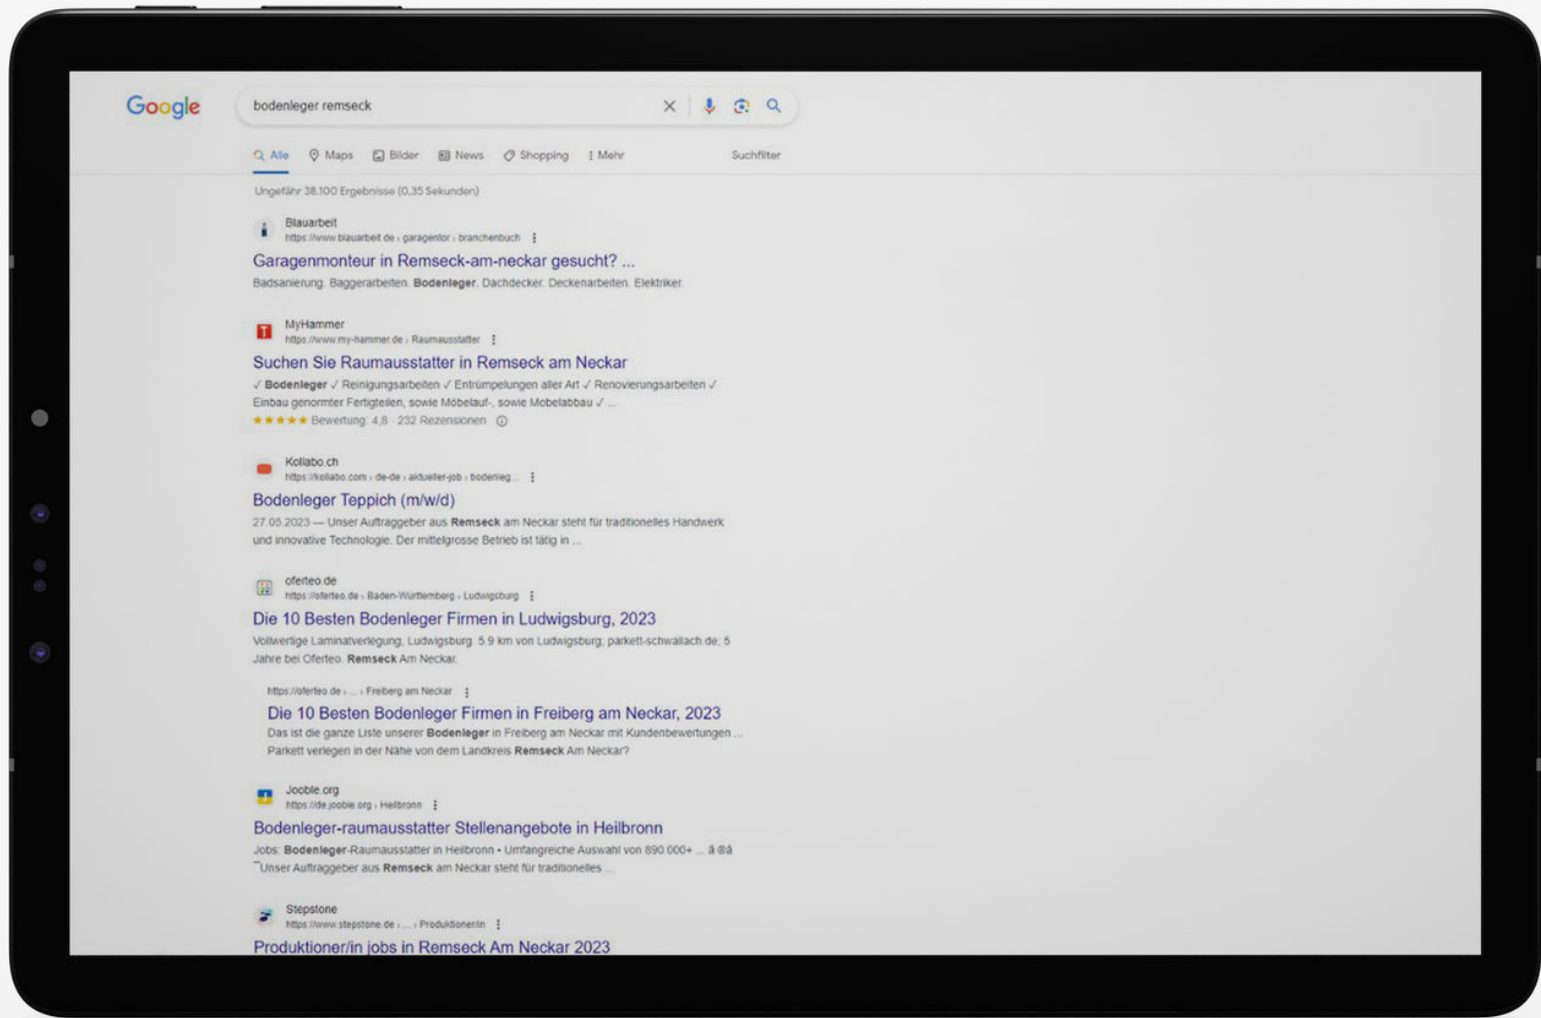 Google
bodenleger remseck
Alle Maps Bilder News Shopping Mehr Suchfilter
Ungefähr 38.100 Ergebnisse (0,35 Sekunden)
Blauarbeit
https://www.blauarbeit.de › garagentor › branchenbuch
Garagenmonteur in Remseck-am-neckar gesucht? ...
Badsanierung. Baggerarbeiten. Bodenleger. Dachdecker. Deckenarbeiten. Elektriker.
MyHammer
https://www.my-hammer.de › Raumausstatter
Suchen Sie Raumausstatter in Remseck am Neckar
✓ Bodenleger ✓ Reinigungsarbeiten ✓ Entrümpelungen aller Art ✓ Renovierungsarbeiten ✓
Einbau genormter Fertigteilen, sowie Möbelauf-, sowie Mobelabbau ✓ ...
★★★★★ Bewertung: 4,8 · 232 Rezensionen
Kollabo.ch
https://kollabo.com › de-de › aktueller-job › bodenleg...
Bodenleger Teppich (m/w/d)
27.05.2023 — Unser Auftraggeber aus Remseck am Neckar steht für traditionelles Handwerk
und innovative Technologie. Der mittelgrosse Betrieb ist tätig in ...
oferteo.de
https://oferteo.de › Baden-Württemberg › Ludwigsburg
Die 10 Besten Bodenleger Firmen in Ludwigsburg, 2023
Vollwertige Laminatverlegung, Ludwigsburg. 5.9 km von Ludwigsburg; parkett-schwallach.de; 5
Jahre bei Oferteo. Remseck Am Neckar.
https://oferteo.de › ... › Freiberg am Neckar
Die 10 Besten Bodenleger Firmen in Freiberg am Neckar, 2023
Das ist die ganze Liste unserer Bodenleger in Freiberg am Neckar mit Kundenbewertungen ...
Parkett verlegen in der Nähe von dem Landkreis Remseck Am Neckar?
Jooble.org
https://de.jooble.org › Heilbronn
Bodenleger-raumausstatter Stellenangebote in Heilbronn
Jobs: Bodenleger-Raumausstatter in Heilbronn • Umfangreiche Auswahl von 890.000+ ... â ®â
¯Unser Auftraggeber aus Remseck am Neckar steht für traditionelles ...
Stepstone
https://www.stepstone.de › ... › Produktioner/in
Produktioner/in jobs in Remseck Am Neckar 2023